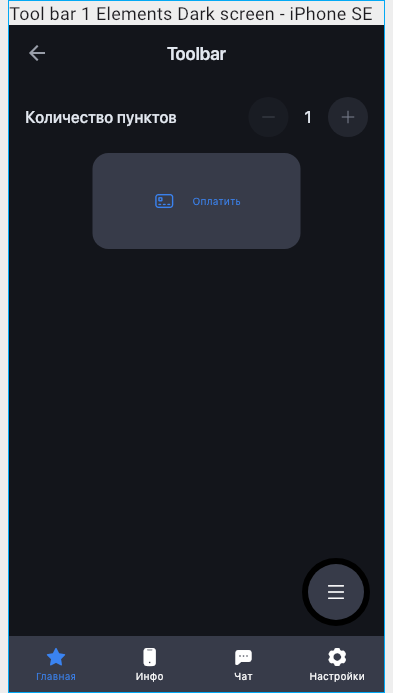 Tool bar 1 Elements Dark screen - iPhone SE
Toolbar
Количество пунктов 1
Оплатить
Главная Инфо Чат Настройки